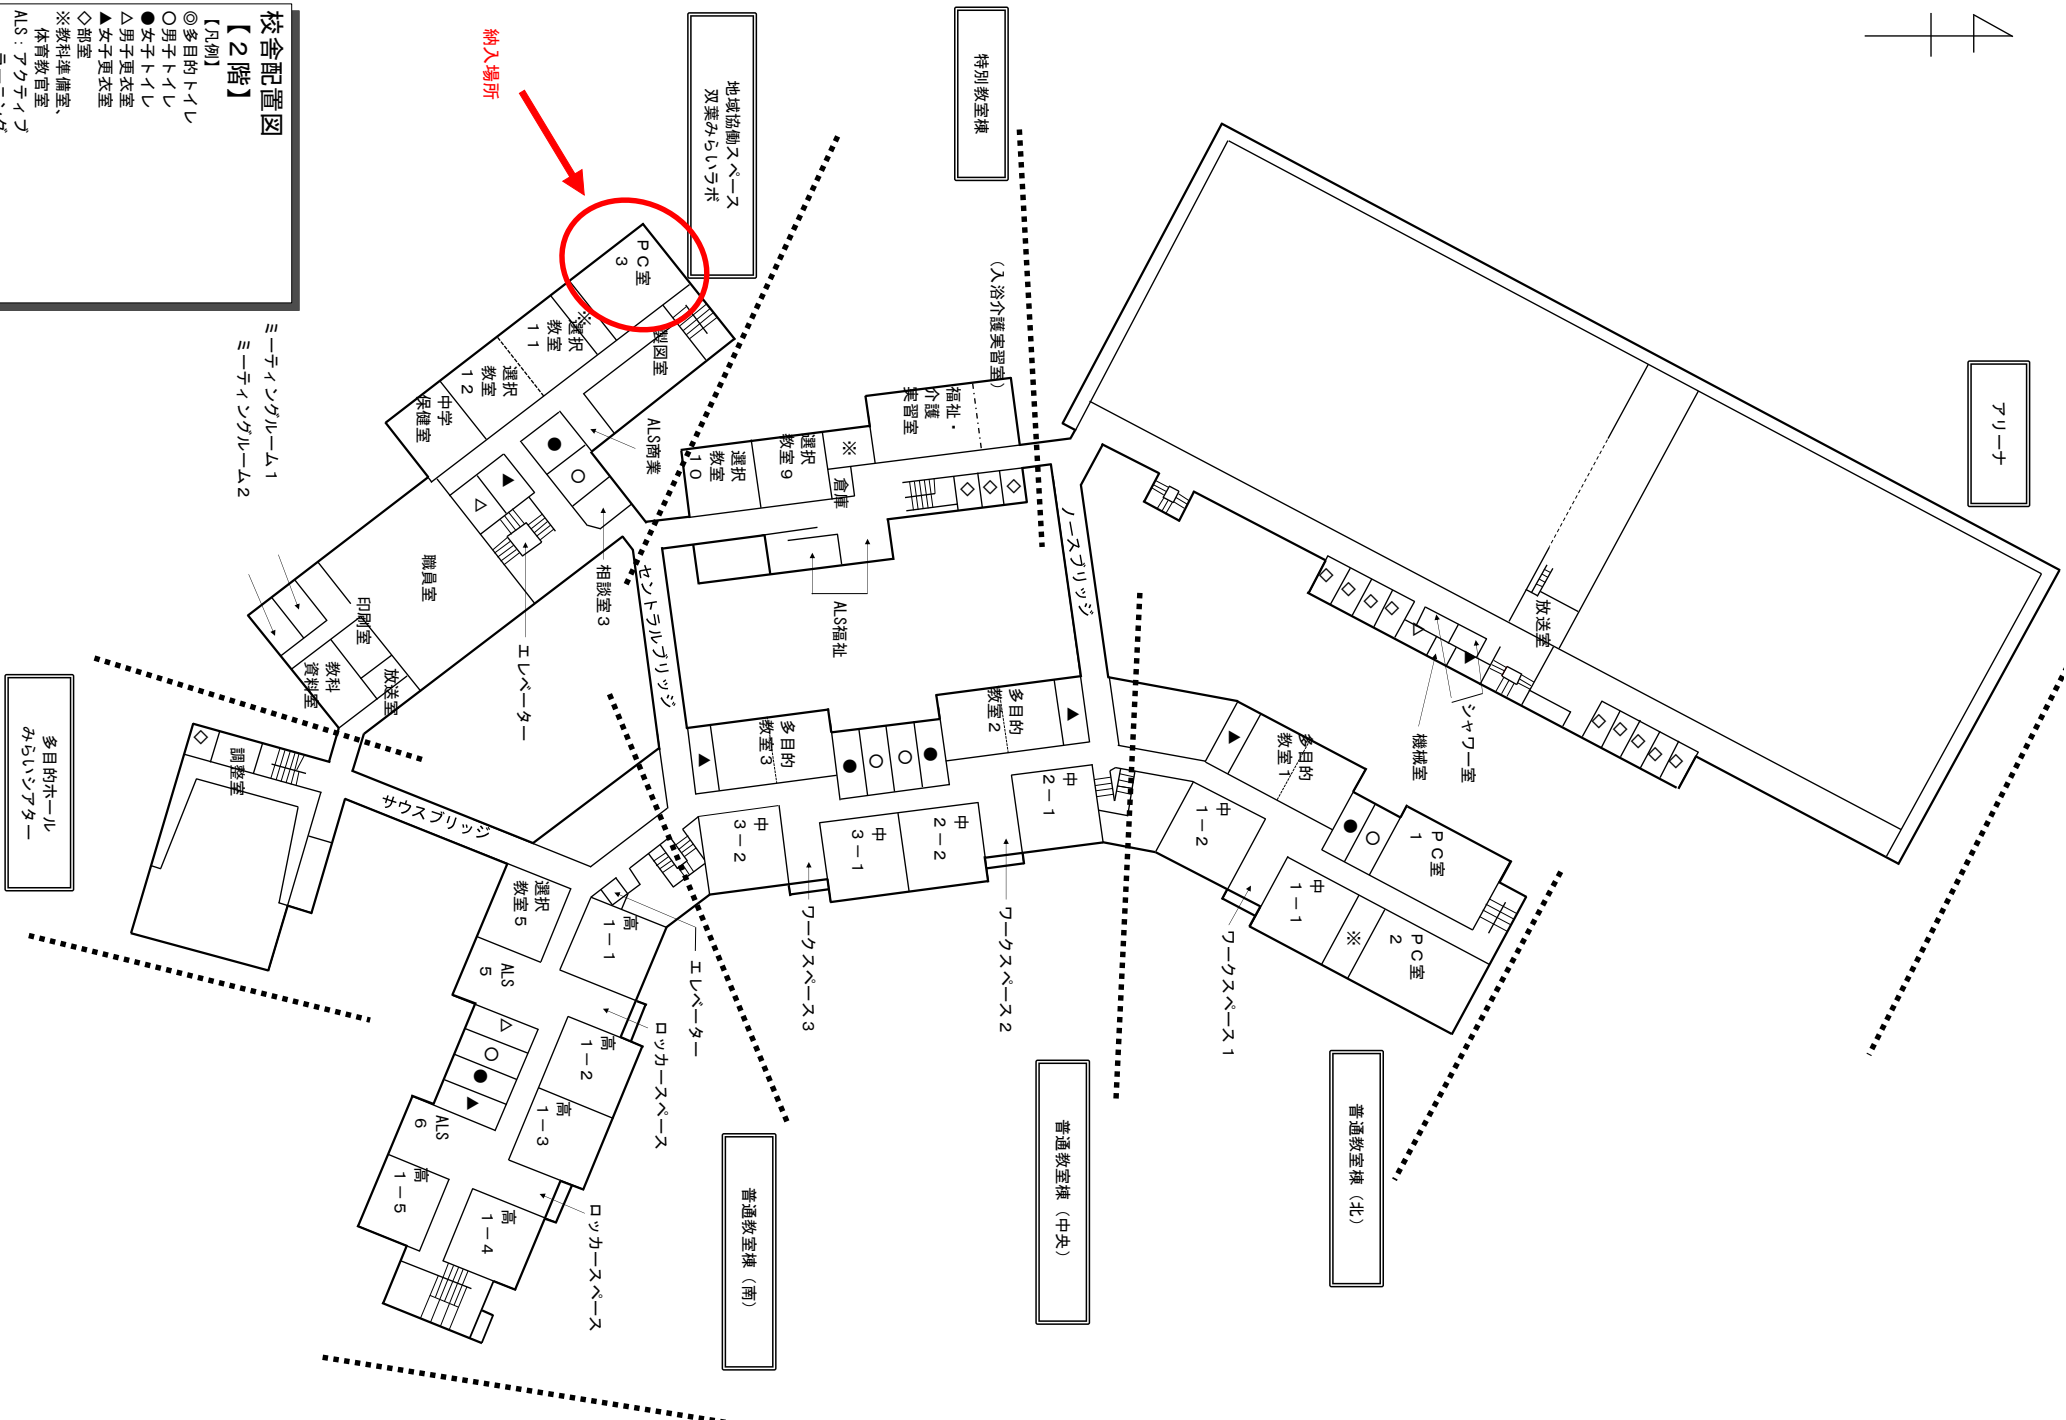 校舎配置図
【２階】
【凡例】
◎多目的トイレ
○男子トイレ
●女子トイレ
△男子更衣室
▲女子更衣室
◇部室
※教科準備室、
体育教官室
ALS：アクティブ
ラーニング
納入場所
地域協働スペース
双葉みらいラボ
特別教室棟
アリーナ
多目的ホール
みらいシアター
普通教室棟（南）
普通教室棟（中央）
普通教室棟（北）
ＰＣ室
３
※
選択
教室
１１
選択
教室
１２
中学
保健室
製図室
ALS商業
●
○
▲
△
相談室３
エレベーター
職員室
印刷室
放送室
教科
資料室
ミーティングルーム１
ミーティングルーム２
（入浴介護実習室）
福祉・
介護
実習室
※
選択
教室９
選択
教室
１０
倉庫
◇
◇
◇
ALS福祉
ノースブリッジ
セントラルブリッジ
サウスブリッジ
◇
調整室
放送室
シャワー室
機械室
◇
◇
◇
◇
△
▲
◇
◇
◇
◇
◇
▲
多目的
教室３
●
○
○
●
多目的
教室２
▲
▲
多目的
教室１
●
○
ＰＣ室
１
ＰＣ室
２
※
中
１－１
中
１－２
中
２－１
中
２－２
中
３－１
中
３－２
ワークスペース１
ワークスペース２
ワークスペース３
エレベーター
選択
教室５
ALS
５
高
１－１
高
１－２
高
１－３
高
１－４
高
１－５
△
○
●
▲
ALS
６
ロッカースペース
ロッカースペース